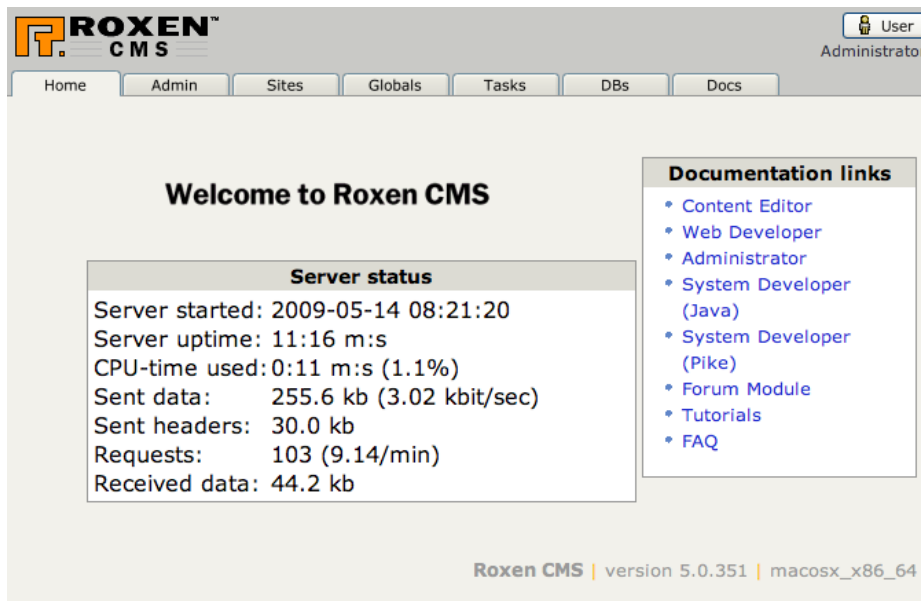 ROXEN™
CMS
User
Administrator
Home Admin Sites Globals Tasks DBs Docs
Welcome to Roxen CMS
Server status
Server started: 2009-05-14 08:21:20
Server uptime: 11:16 m:s
CPU-time used: 0:11 m:s (1.1%)
Sent data: 255.6 kb (3.02 kbit/sec)
Sent headers: 30.0 kb
Requests: 103 (9.14/min)
Received data: 44.2 kb
Documentation links
Content Editor
Web Developer
Administrator
System Developer
(Java)
System Developer
(Pike)
Forum Module
Tutorials
FAQ
Roxen CMS | version 5.0.351 | macosx_x86_64